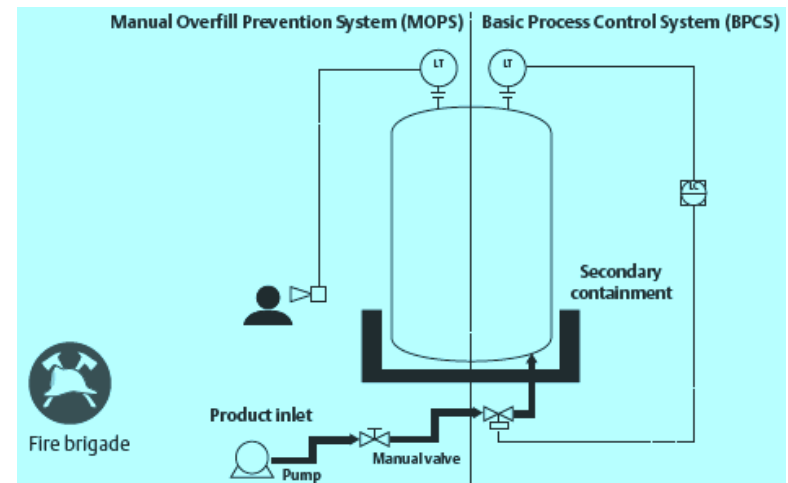 Manual Overfill Prevention System (MOPS)
Basic Process Control System (BPCS)
LT
LT
LC
Secondary
containment
Product inlet
Fire brigade
Manual valve
Pump